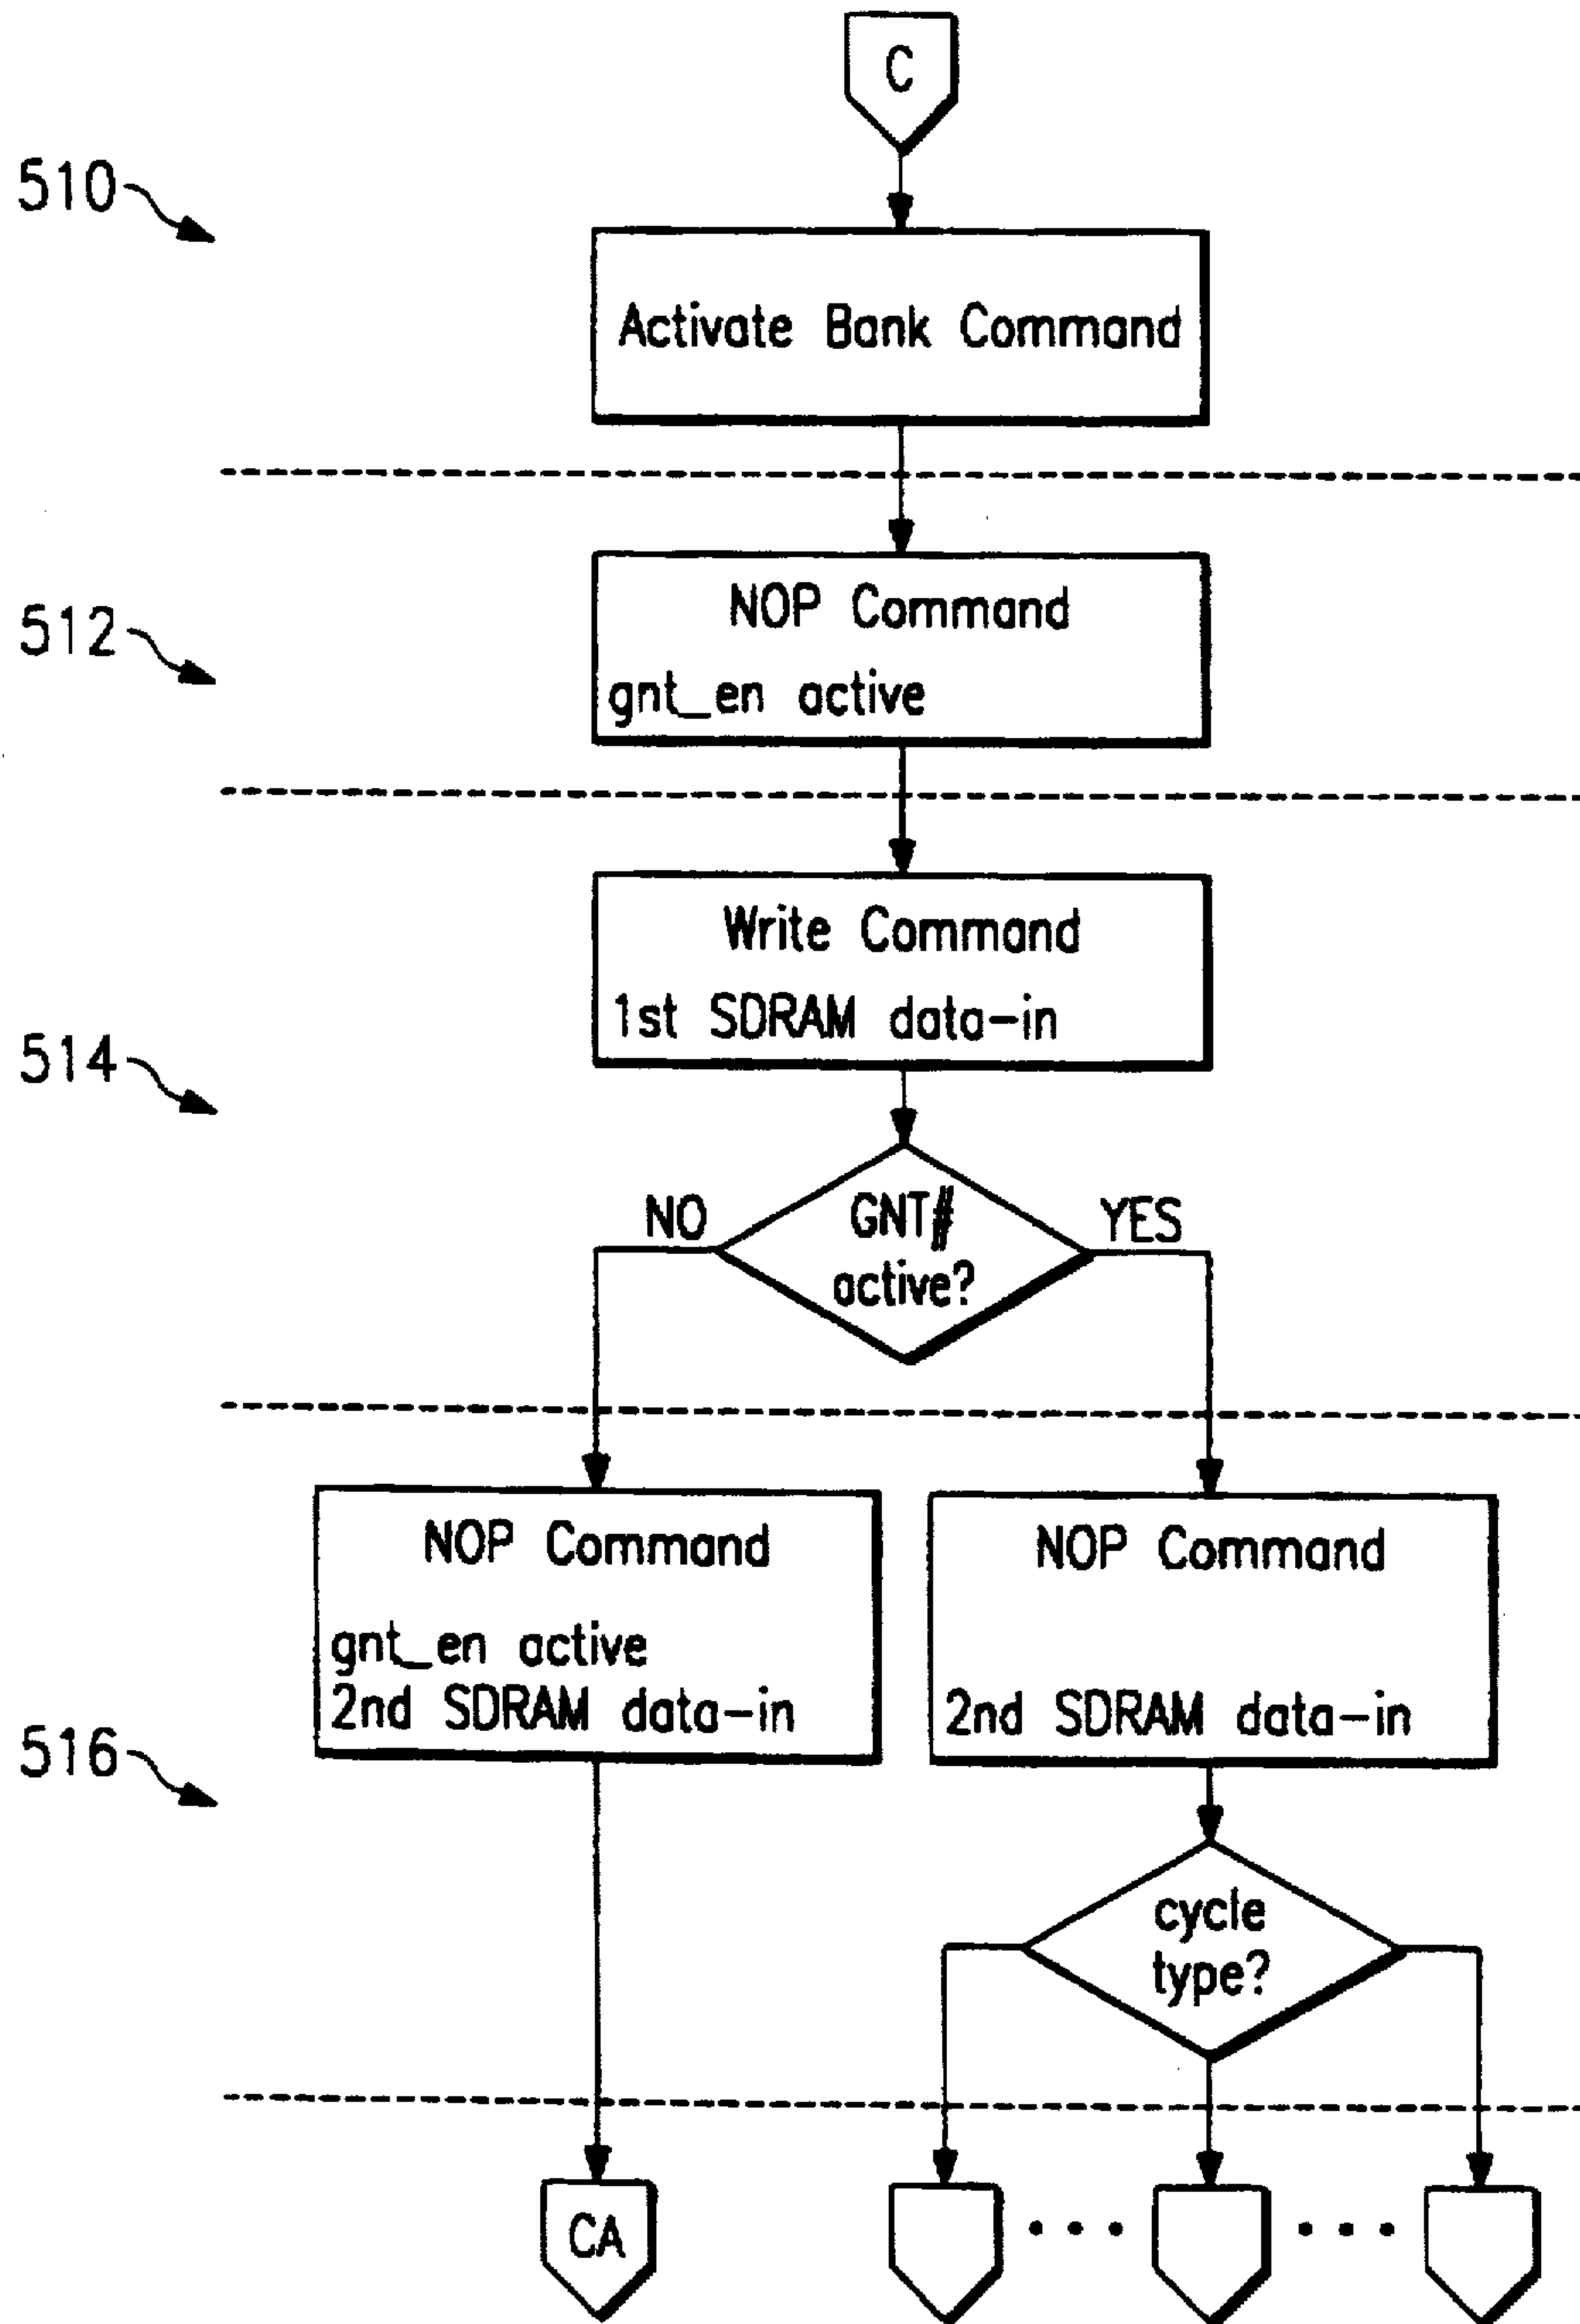 C
510
Activate Bank Command
512
NOP Command
gnt_en active
Write Command
1st SDRAM data-in
514
NO
GNT#
active?
YES
NOP Command
gnt_en active
2nd SDRAM data-in
NOP Command
2nd SDRAM data-in
516
cycle
type?
CA